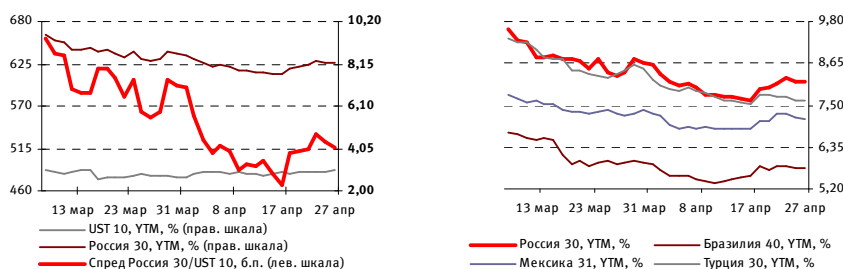 680
625
570
515
460
10,20
8,15
6,10
4,05
2,00
13 мар 23 мар 31 мар 8 апр 17 апр 27 апр
UST 10, YTM, % (прав. шкала)
Россия 30, YTM, % (прав. шкала)
Спред Россия 30/UST 10, б.п. (лев. шкала)
9,80
8,65
7,50
6,35
5,20
13 мар 23 мар 31 мар 8 апр 17 апр 27 апр
Россия 30, YTM, % Бразилия 40, YTM, %
Мексика 31, YTM, % Турция 30, YTM, %